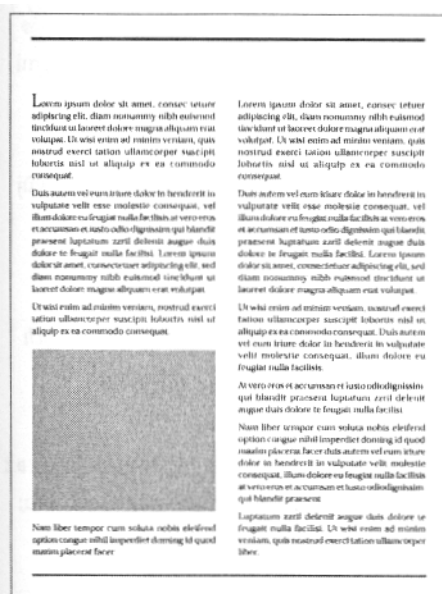 Lorem ipsum dolor sit amet, consec tetuer
adipiscing elit, diam nonummy nibh euismod
tincidunt ut laoreet dolore magna aliquam erat
volutpat. Ut wisi enim ad minim veniam, quis
nostrud exerci tation ullamcorper suscipit
lobortis nisl ut aliquip ex ea commodo
consequat.
Duis autem vel eum iriure dolor in hendrerit in
vulputate velit esse molestie consequat, vel
illum dolore eu feugiat nulla facilisis at vero eros
et accumsan et iusto odio dignissim qui blandit
praesent luptatum zzril delenit augue duis
dolore te feugait nulla facilisi. Lorem ipsum
dolor sit amet, consectetuer adipiscing elit, sed
diam nonummy nibh euismod tincidunt ut
laoreet dolore magna aliquam erat volutpat.
Ut wisi enim ad minim veniam, nostrud exerci
tation ullamcorper suscipit lobortis nisl ut
aliquip ex ea commodo consequat.
Nam liber tempor cum soluta nobis eleifend
option congue nihil imperdiet doming id quod
mazim placerat facer
Lorem ipsum dolor sit amet, consec tetuer
adipiscing elit, diam nonummy nibh euismod
tincidunt ut laoreet dolore magna aliquam erat
volutpat. Ut wisi enim ad minim veniam, quis
nostrud exerci tation ullamcorper suscipit
lobortis nisl ut aliquip ex ea commodo
consequat.
Duis autem vel eum iriure dolor in hendrerit in
vulputate velit esse molestie consequat, vel
illum dolore eu feugiat nulla facilisis at vero eros
et accumsan et iusto odio dignissim qui blandit
praesent luptatum zzril delenit augue duis
dolore te feugait nulla facilisi. Lorem ipsum
dolor sit amet, consectetuer adipiscing elit, sed
diam nonummy nibh euismod tincidunt ut
laoreet dolore magna aliquam erat volutpat.
Ut wisi enim ad minim veniam, nostrud exerci
tation ullamcorper suscipit lobortis nisl ut
aliquip ex ea commodo consequat. Duis autem
vel eum iriure dolor in hendrerit in vulputate
velit molestie consequat, illum dolore eu
feugiat nulla facilisis.
At vero eros et accumsan et iusto odiodignissim
qui blandit praesent luptatum zzril delenit
augue duis dolore te feugait nulla facilisi.
Nam liber tempor cum soluta nobis eleifend
option congue nihil imperdiet doming id quod
mazim placerat facer duis autem vel eum iriure
dolor in hendrerit in vulputate velit molestie
consequat, illum dolore eu feugiat nulla facilisis
at vero eros et accumsan et iusto odiodignissim
qui blandit praesent
Luptatum zzril delenit augue duis dolore te
feugait nulla facilisi. Ut wisi enim ad minim
veniam, quis nostrud exerci tation ullamcorper
liber.